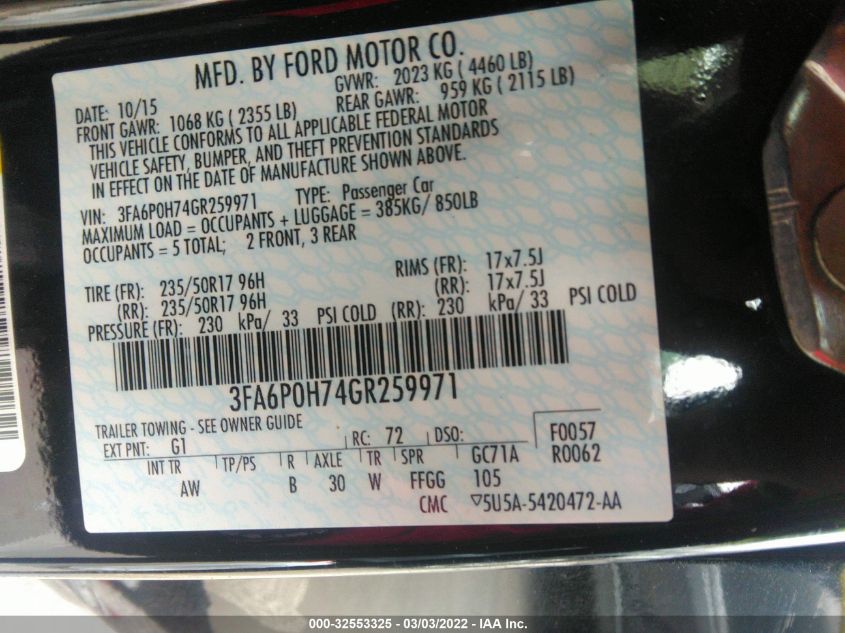 MFD. BY FORD MOTOR CO.
DATE: 10/15 GVWR: 2023 KG ( 4460 LB)
FRONT GAWR: 1068 KG ( 2355 LB) REAR GAWR: 959 KG ( 2115 LB)
THIS VEHICLE CONFORMS TO ALL APPLICABLE FEDERAL MOTOR
VEHICLE SAFETY, BUMPER, AND THEFT PREVENTION STANDARDS
IN EFFECT ON THE DATE OF MANUFACTURE SHOWN ABOVE.
VIN: 3FA6P0H74GR259971 TYPE: Passenger Car
MAXIMUM LOAD = OCCUPANTS + LUGGAGE = 385KG/ 850LB
OCCUPANTS = 5 TOTAL; 2 FRONT, 3 REAR
TIRE (FR): 235/50R17 96H RIMS (FR): 17x7.5J
(RR): 235/50R17 96H (RR): 17x7.5J
PRESSURE (FR): 230 kPa/ 33 PSI COLD (RR): 230 kPa/ 33 PSI COLD
3FA6P0H74GR259971
TRAILER TOWING - SEE OWNER GUIDE
EXT PNT: G1 RC: 72 DSO: F0057
INT TR TP/PS R AXLE TR SPR GC71A R0062
AW B 30 W FFGG 105
CMC ▽5U5A-5420472-AA
000-32553325 - 03/03/2022 - IAA Inc.